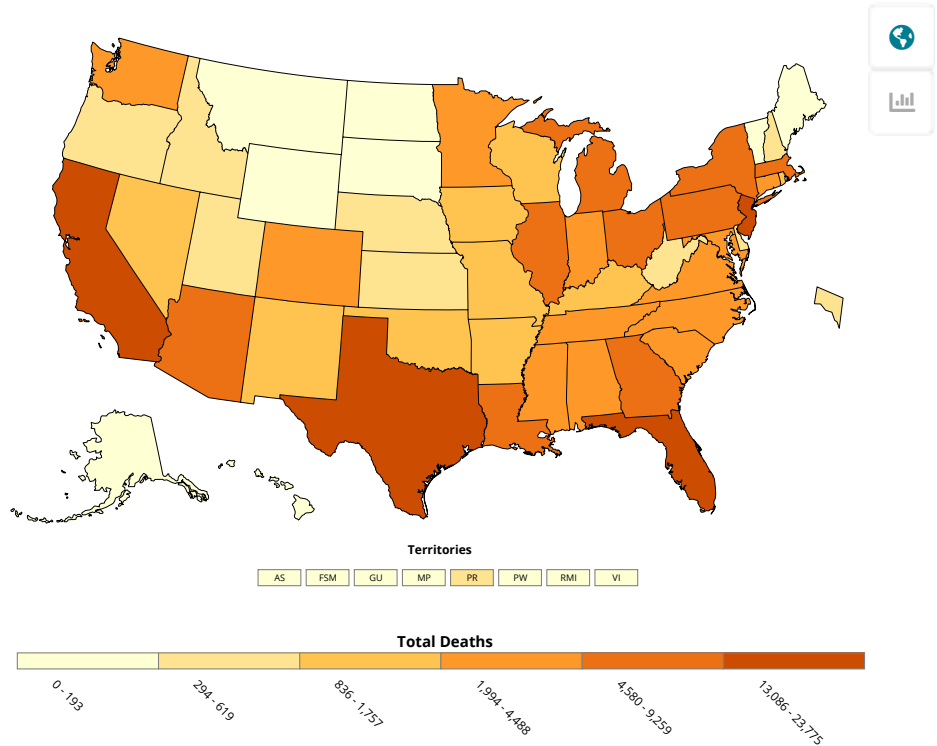 Territories
AS FSM GU MP PR PW RMI VI
Total Deaths
0 - 193
294 - 619
836 - 1,757
1,994 - 4,488
4,580 - 9,259
13,086 - 23,775